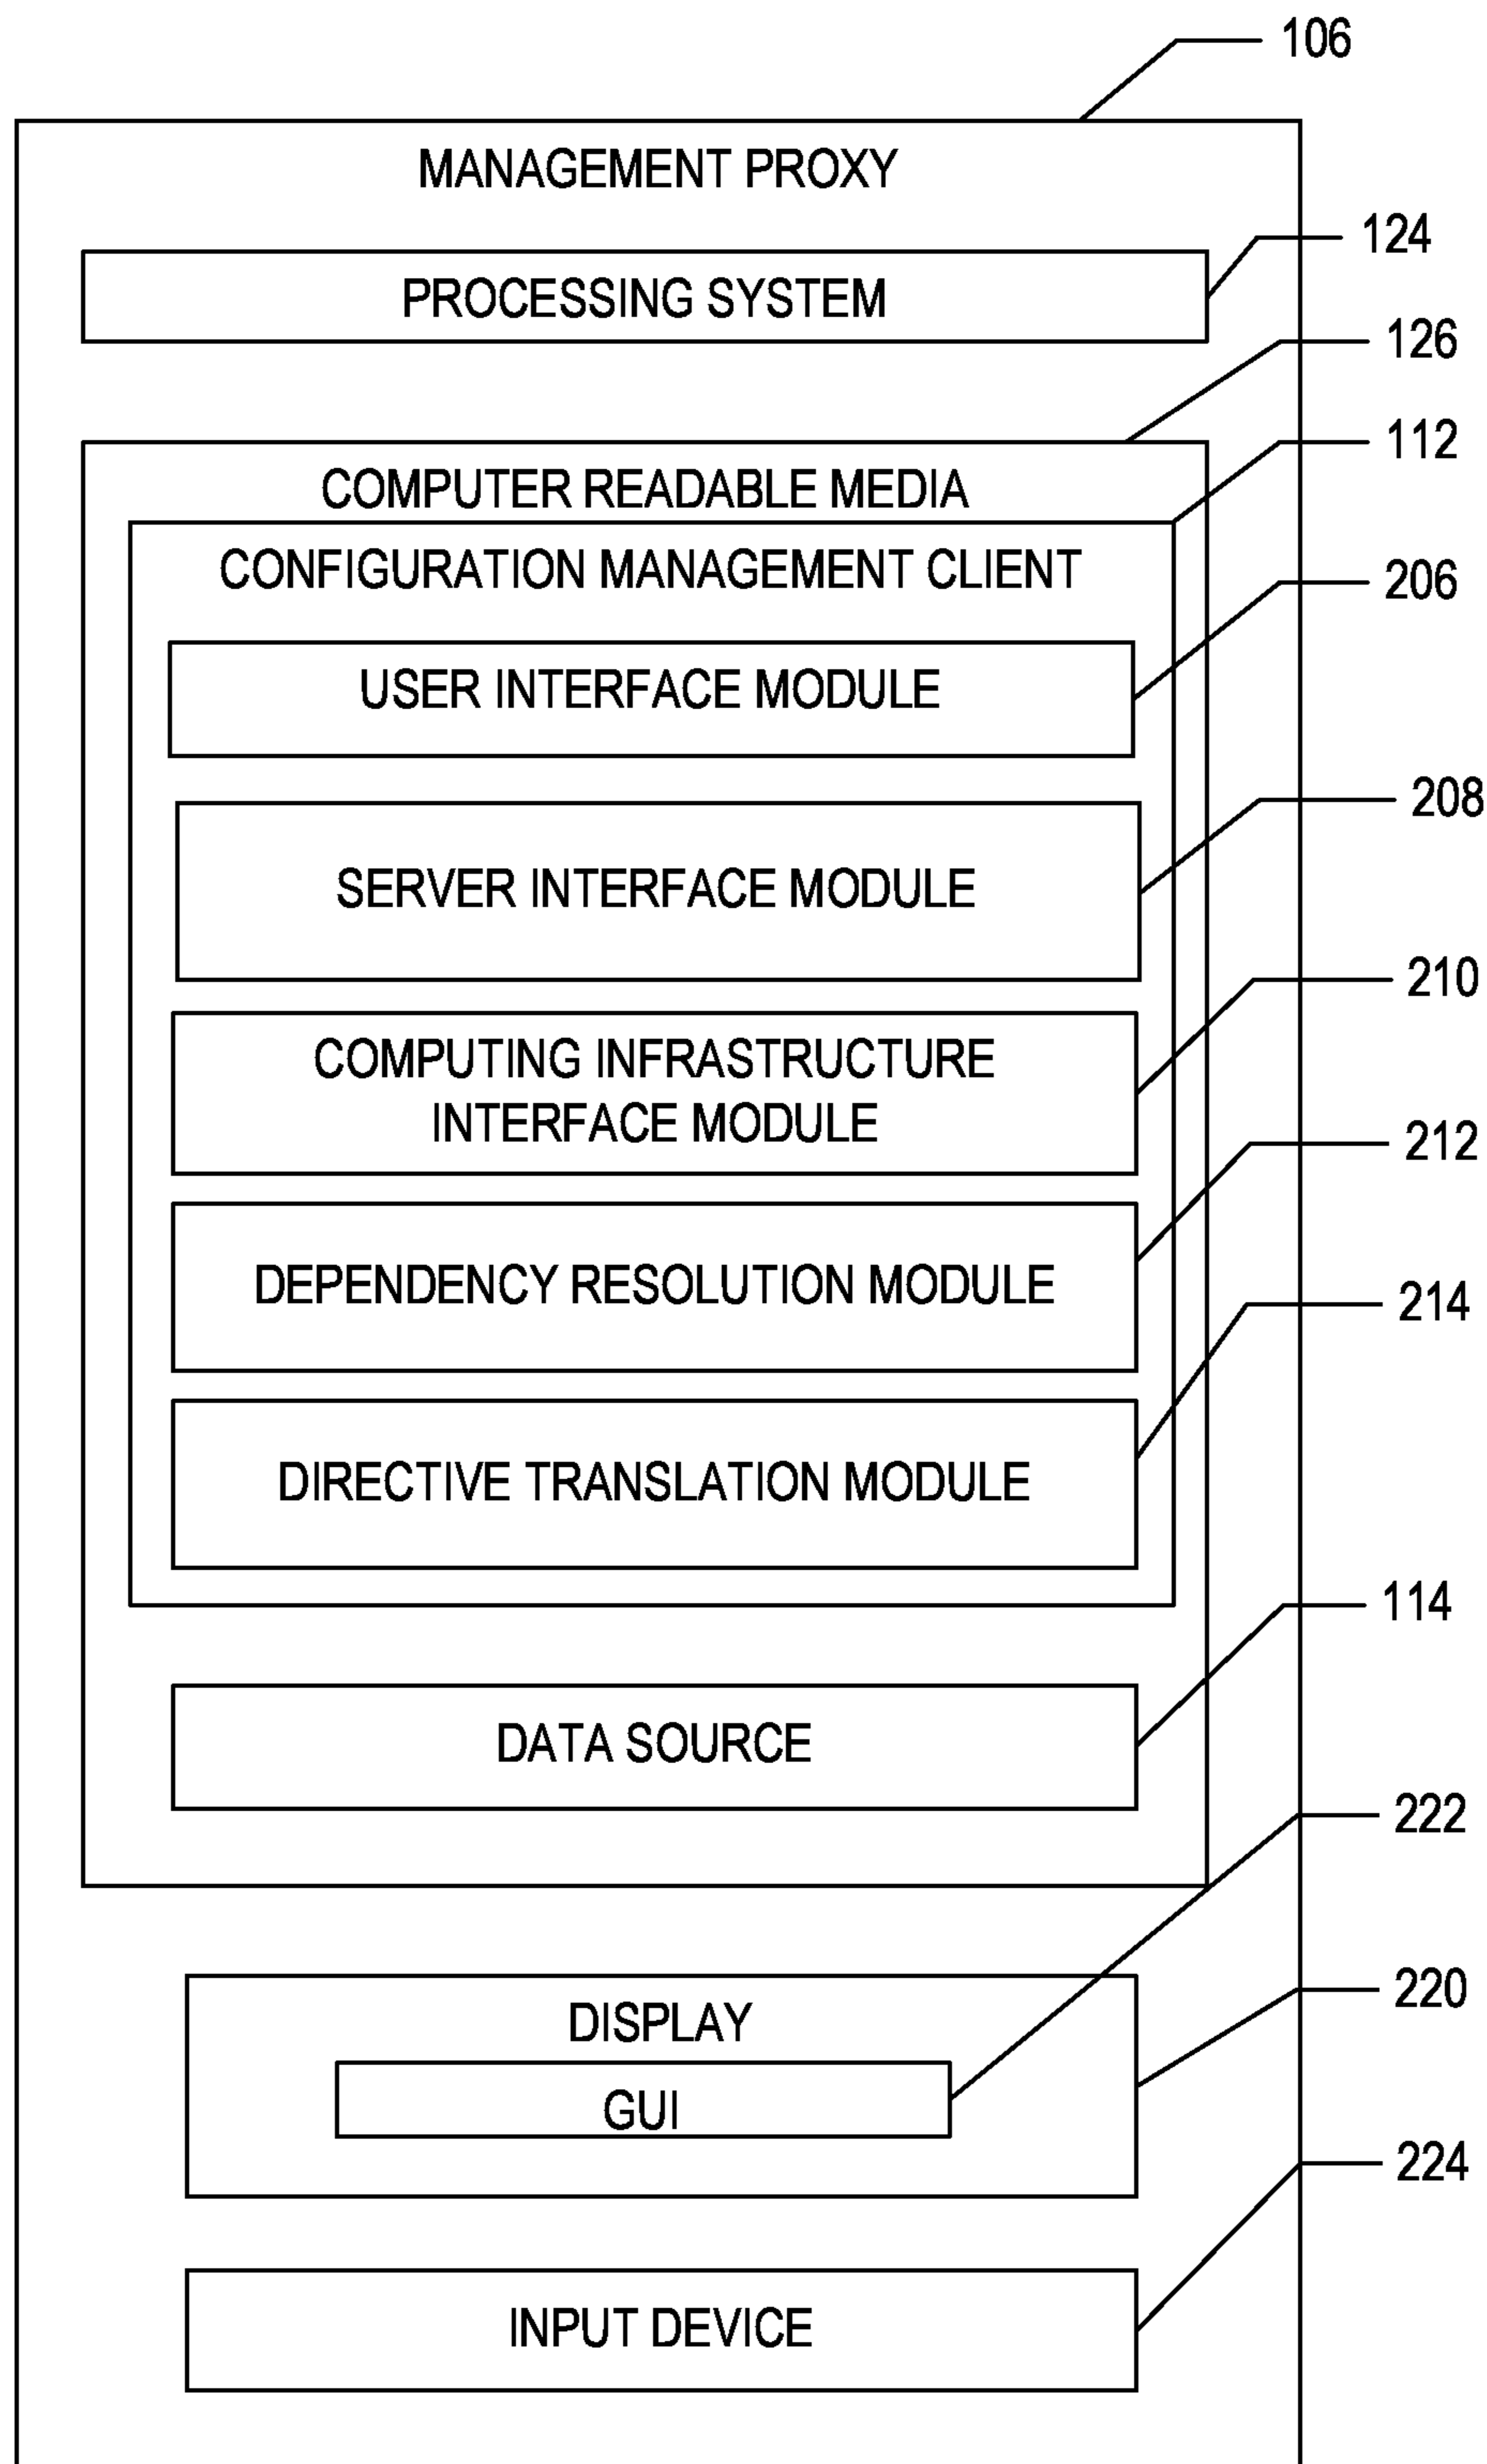 106
MANAGEMENT PROXY
124
PROCESSING SYSTEM
126
112
COMPUTER READABLE MEDIA
CONFIGURATION MANAGEMENT CLIENT
206
USER INTERFACE MODULE
208
SERVER INTERFACE MODULE
210
COMPUTING INFRASTRUCTURE
INTERFACE MODULE
212
DEPENDENCY RESOLUTION MODULE
214
DIRECTIVE TRANSLATION MODULE
114
DATA SOURCE
222
220
DISPLAY
GUI
224
INPUT DEVICE